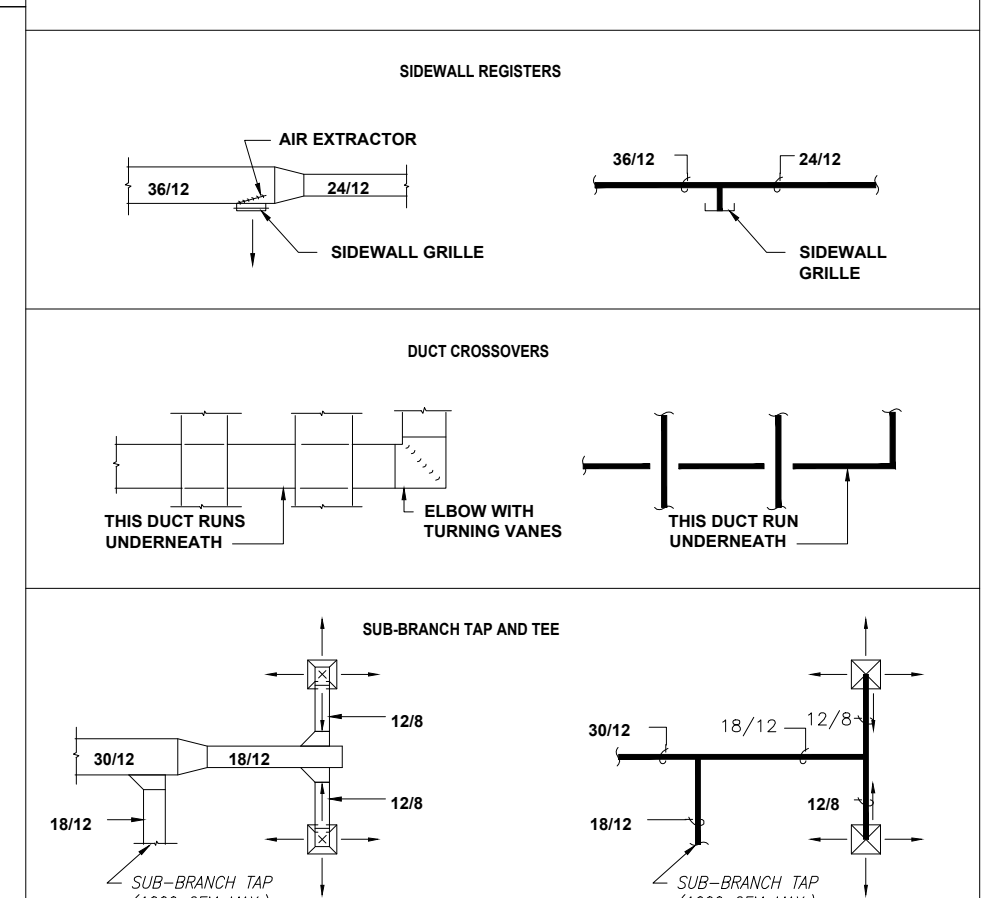 SIDEWALL REGISTERS
AIR EXTRACTOR
36/12
24/12
SIDEWALL GRILLE
36/12
24/12
SIDEWALL
GRILLE
DUCT CROSSOVERS
THIS DUCT RUNS
UNDERNEATH
ELBOW WITH
TURNING VANES
THIS DUCT RUN
UNDERNEATH
SUB-BRANCH TAP AND TEE
12/8
30/12
18/12
12/8
18/12
SUB-BRANCH TAP
30/12
18/12
12/8
12/8
18/12
SUB-BRANCH TAP